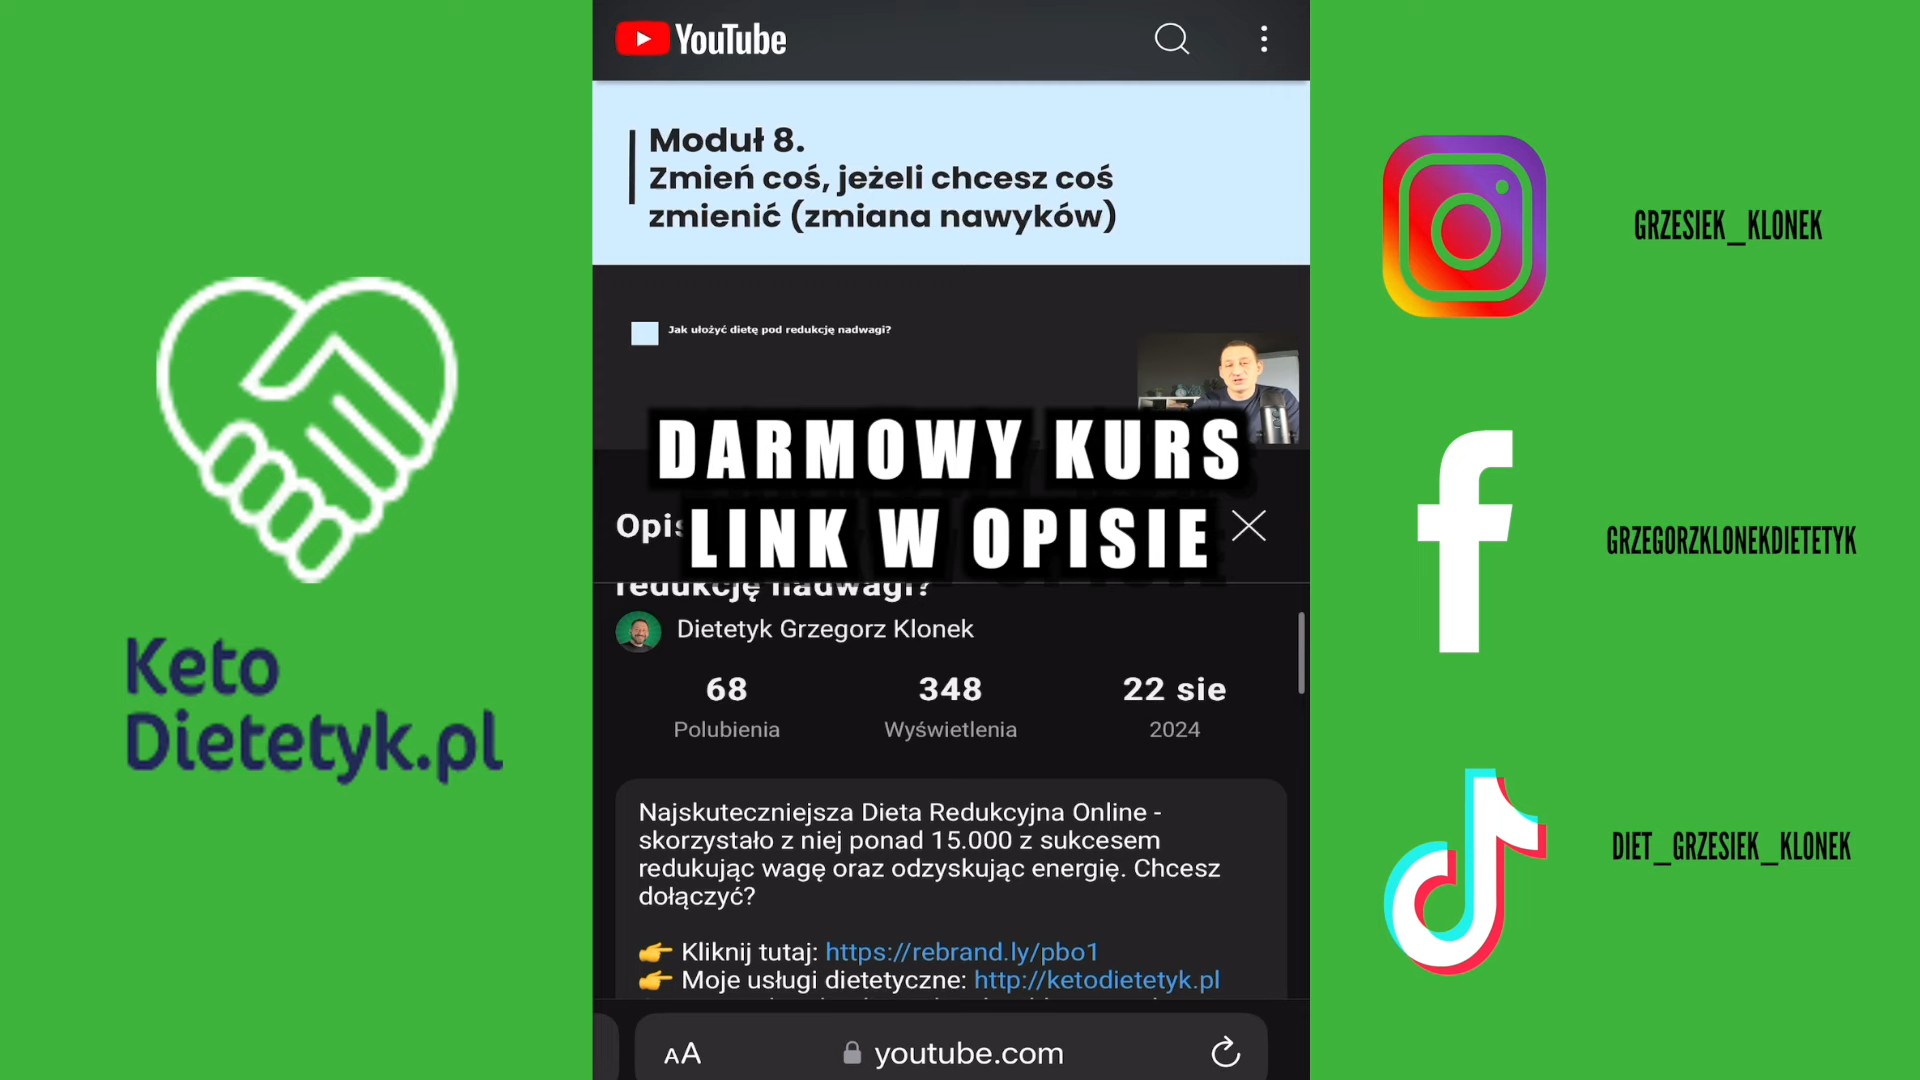 Keto
Dietetyk.pl
YouTube
Moduł 8.
Zmień coś, jeżeli chcesz coś
zmienić (zmiana nawyków)
Jak ułożyć dietę pod redukcję nadwagi?
DARMOWY KURS
LINK W OPISIE
Opis
redukcję nadwagi?
Dietetyk Grzegorz Klonek
68
Polubienia
348
Wyświetlenia
22 sie
2024
Najskuteczniejsza Dieta Redukcyjna Online -
skorzystało z niej ponad 15.000 z sukcesem
redukując wagę oraz odzyskując energię. Chcesz
dołączyć?
👉 Kliknij tutaj: https://rebrand.ly/pbo1
👉 Moje usługi dietetyczne: http://ketodietetyk.pl
AA
youtube.com
GRZESIEK_KLONEK
GRZEGORZKLONEKDIETETYK
DIET_GRZESIEK_KLONEK